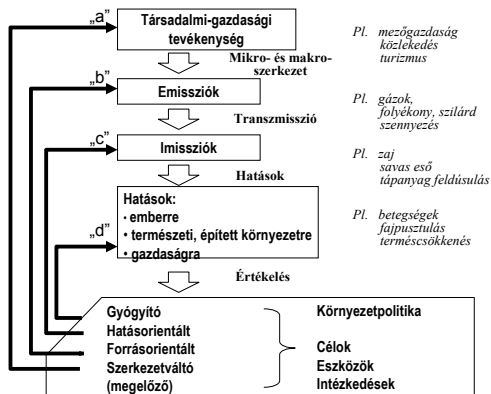 „a”
Társadalmi-gazdasági
tevékenység
Pl. mezőgazdaság
közlekedés
turizmus
Mikro- és makro-
szerkezet
„b”
Emissziók
Pl. gázok,
folyékony, szilárd
szennyezés
Transzmisszió
„c”
Imissziók
Pl. zaj
savas eső
tápanyag feldúsulás
Hatások
Hatások:
• emberre
• természeti, épített környezetre
• gazdaságra
„d”
Pl. betegségek
fajpusztulás
terméscsökkenés
Értékelés
Gyógyító
Hatásorientált
Forrásorientált
Szerkezetváltó
(megelőző)
Környezetpolitika
Célok
Eszközök
Intézkedések